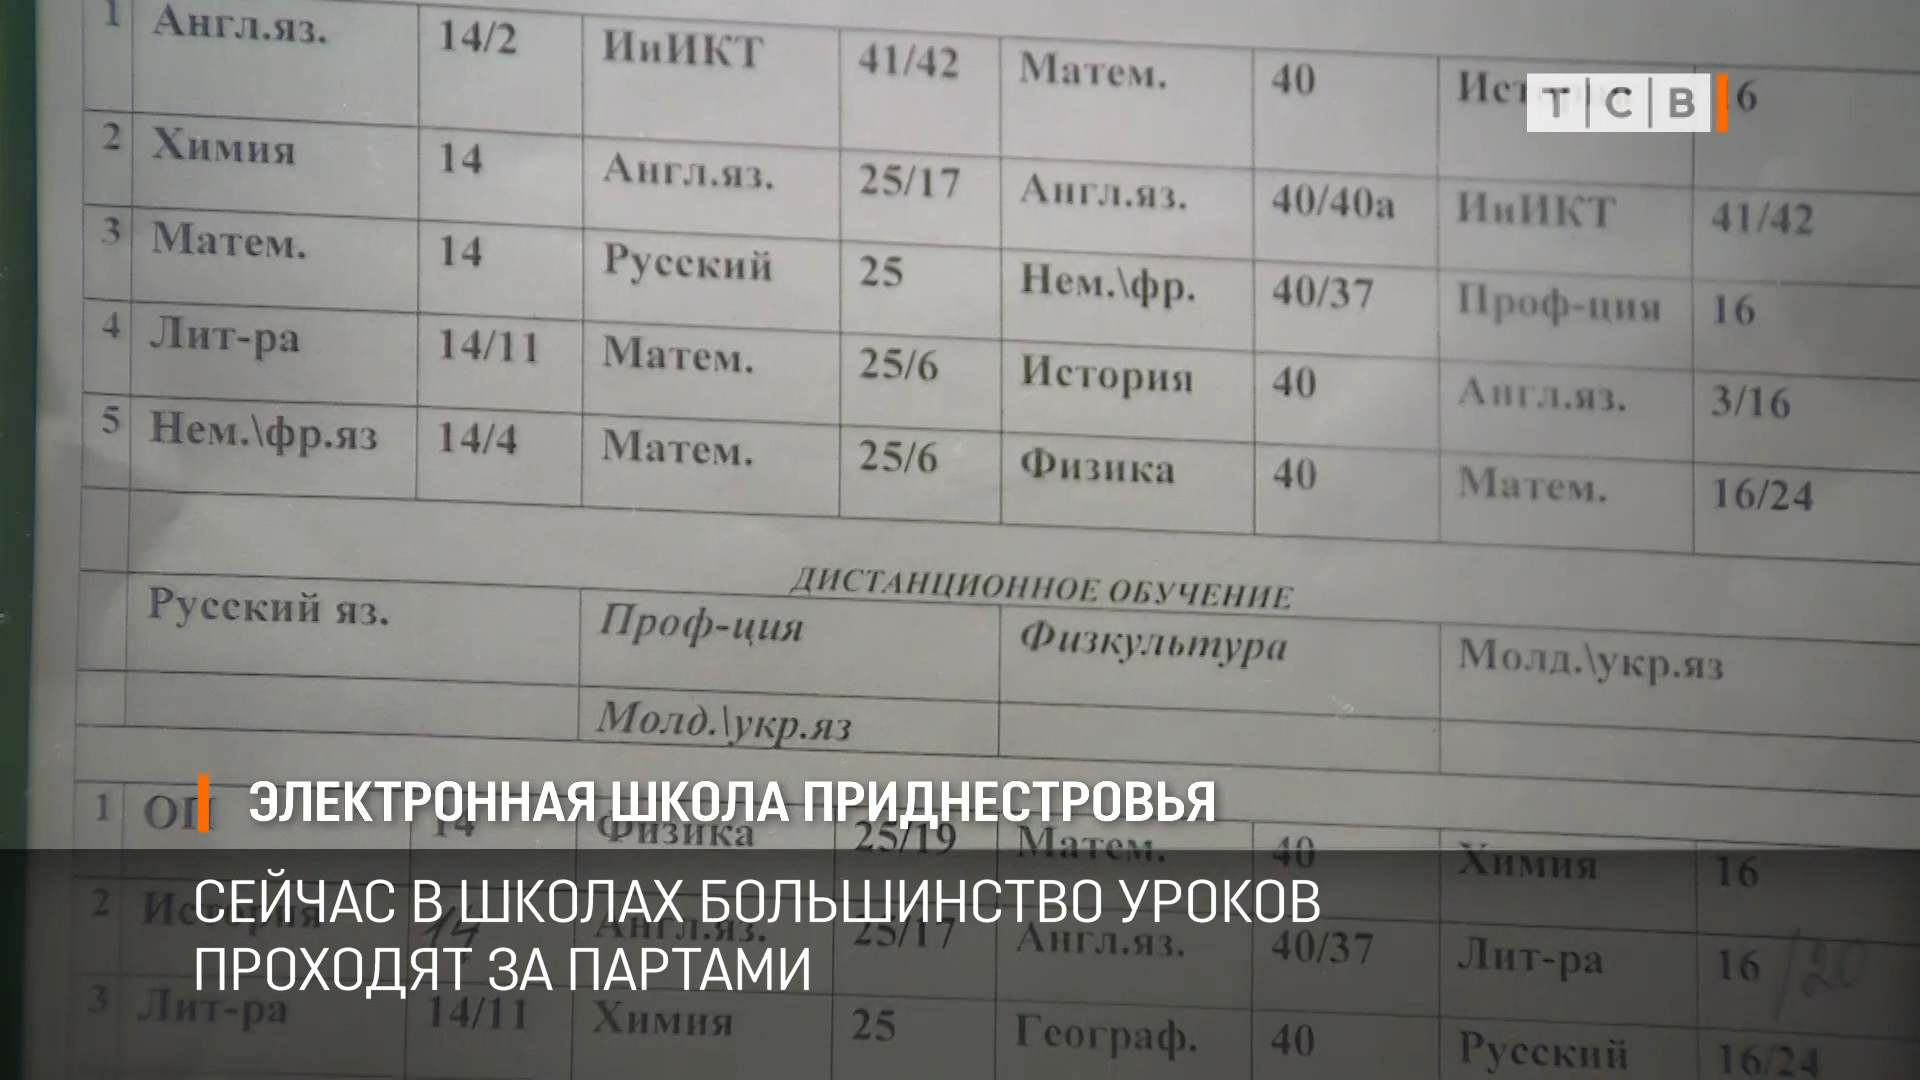 1 Англ.яз. 14/2 ИиИКТ 41/42 Матем. 40
Т|С|В
2 Химия 14 Англ.яз. 25/17 Англ.яз. 40/40а ИиИКТ 41/42
3 Матем. 14 Русский 25 Нем.\фр. 40/37 Проф-ция 16
4 Лит-ра 14/11 Матем. 25/6 История 40 Англ.яз. 3/16
5 Нем.\фр.яз 14/4 Матем. 25/6 Физика 40 Матем. 16/24
ДИСТАНЦИОННОЕ ОБУЧЕНИЕ
Русский яз. Проф-ция Физкультура Молд.\укр.яз
Молд.\укр.яз
ЭЛЕКТРОННАЯ ШКОЛА ПРИДНЕСТРОВЬЯ
1 14 Физика 25/19 Матем. 40 Химия 16
СЕЙЧАС В ШКОЛАХ БОЛЬШИНСТВО УРОКОВ
2 История 14 Англ.яз. 25/17 Англ.яз. 40/37 Лит-ра 16 /20
ПРОХОДЯТ ЗА ПАРТАМИ
3 Лит-ра 14/11 Химия 25 Географ. 40 Русский 16/24